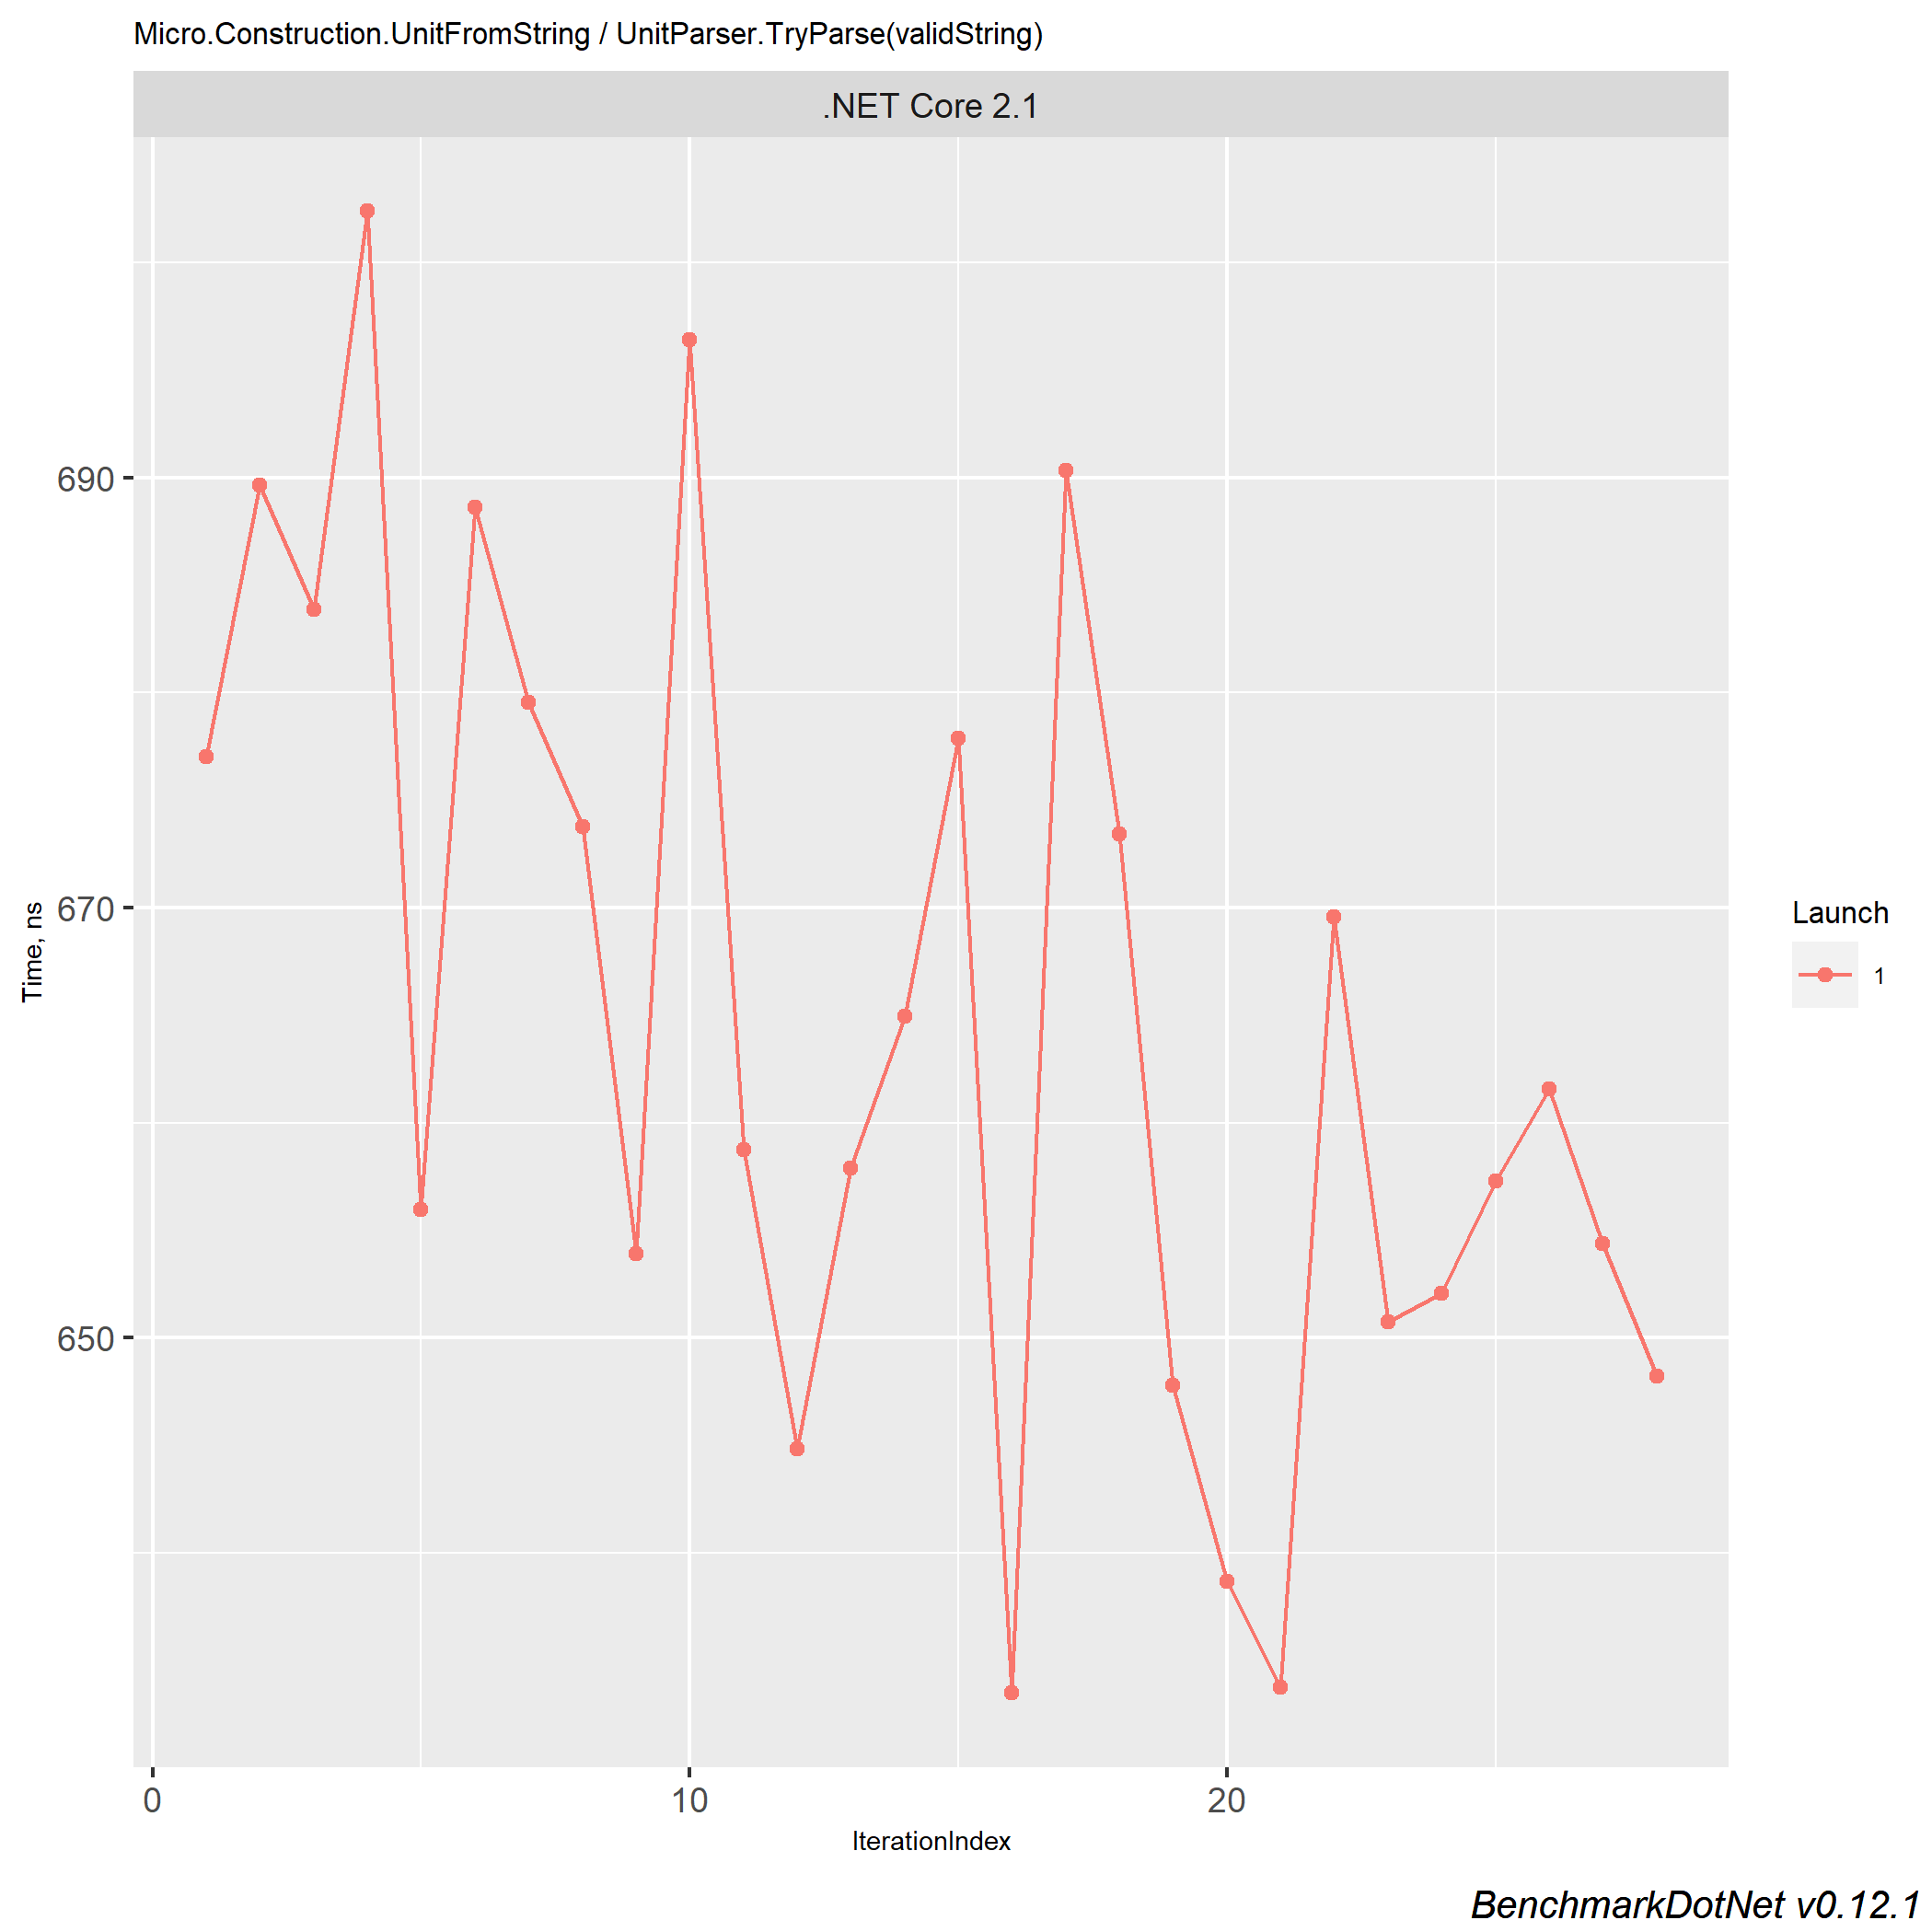 Micro.Construction.UnitFromString / UnitParser.TryParse(validString)
.NET Core 2.1
690
670
650
Time, ns
0 10 20
IterationIndex
Launch
1
BenchmarkDotNet v0.12.1